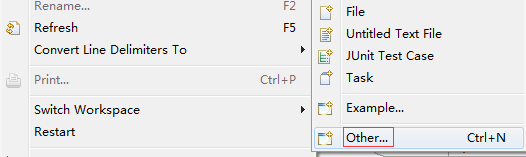 Rename... F2
Refresh F5
Convert Line Delimiters To
Print... Ctrl+P
Switch Workspace
Restart
File
Untitled Text File
JUnit Test Case
Task
Example...
Other... Ctrl+N